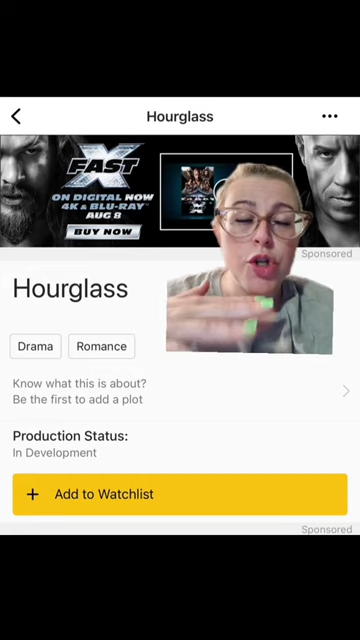 Hourglass
FAST
X
ON DIGITAL NOW
4K & BLU-RAY™
AUG 8
BUY NOW
Sponsored
Hourglass
Drama
Romance
Know what this is about?
Be the first to add a plot
Production Status:
In Development
+ Add to Watchlist
Sponsored